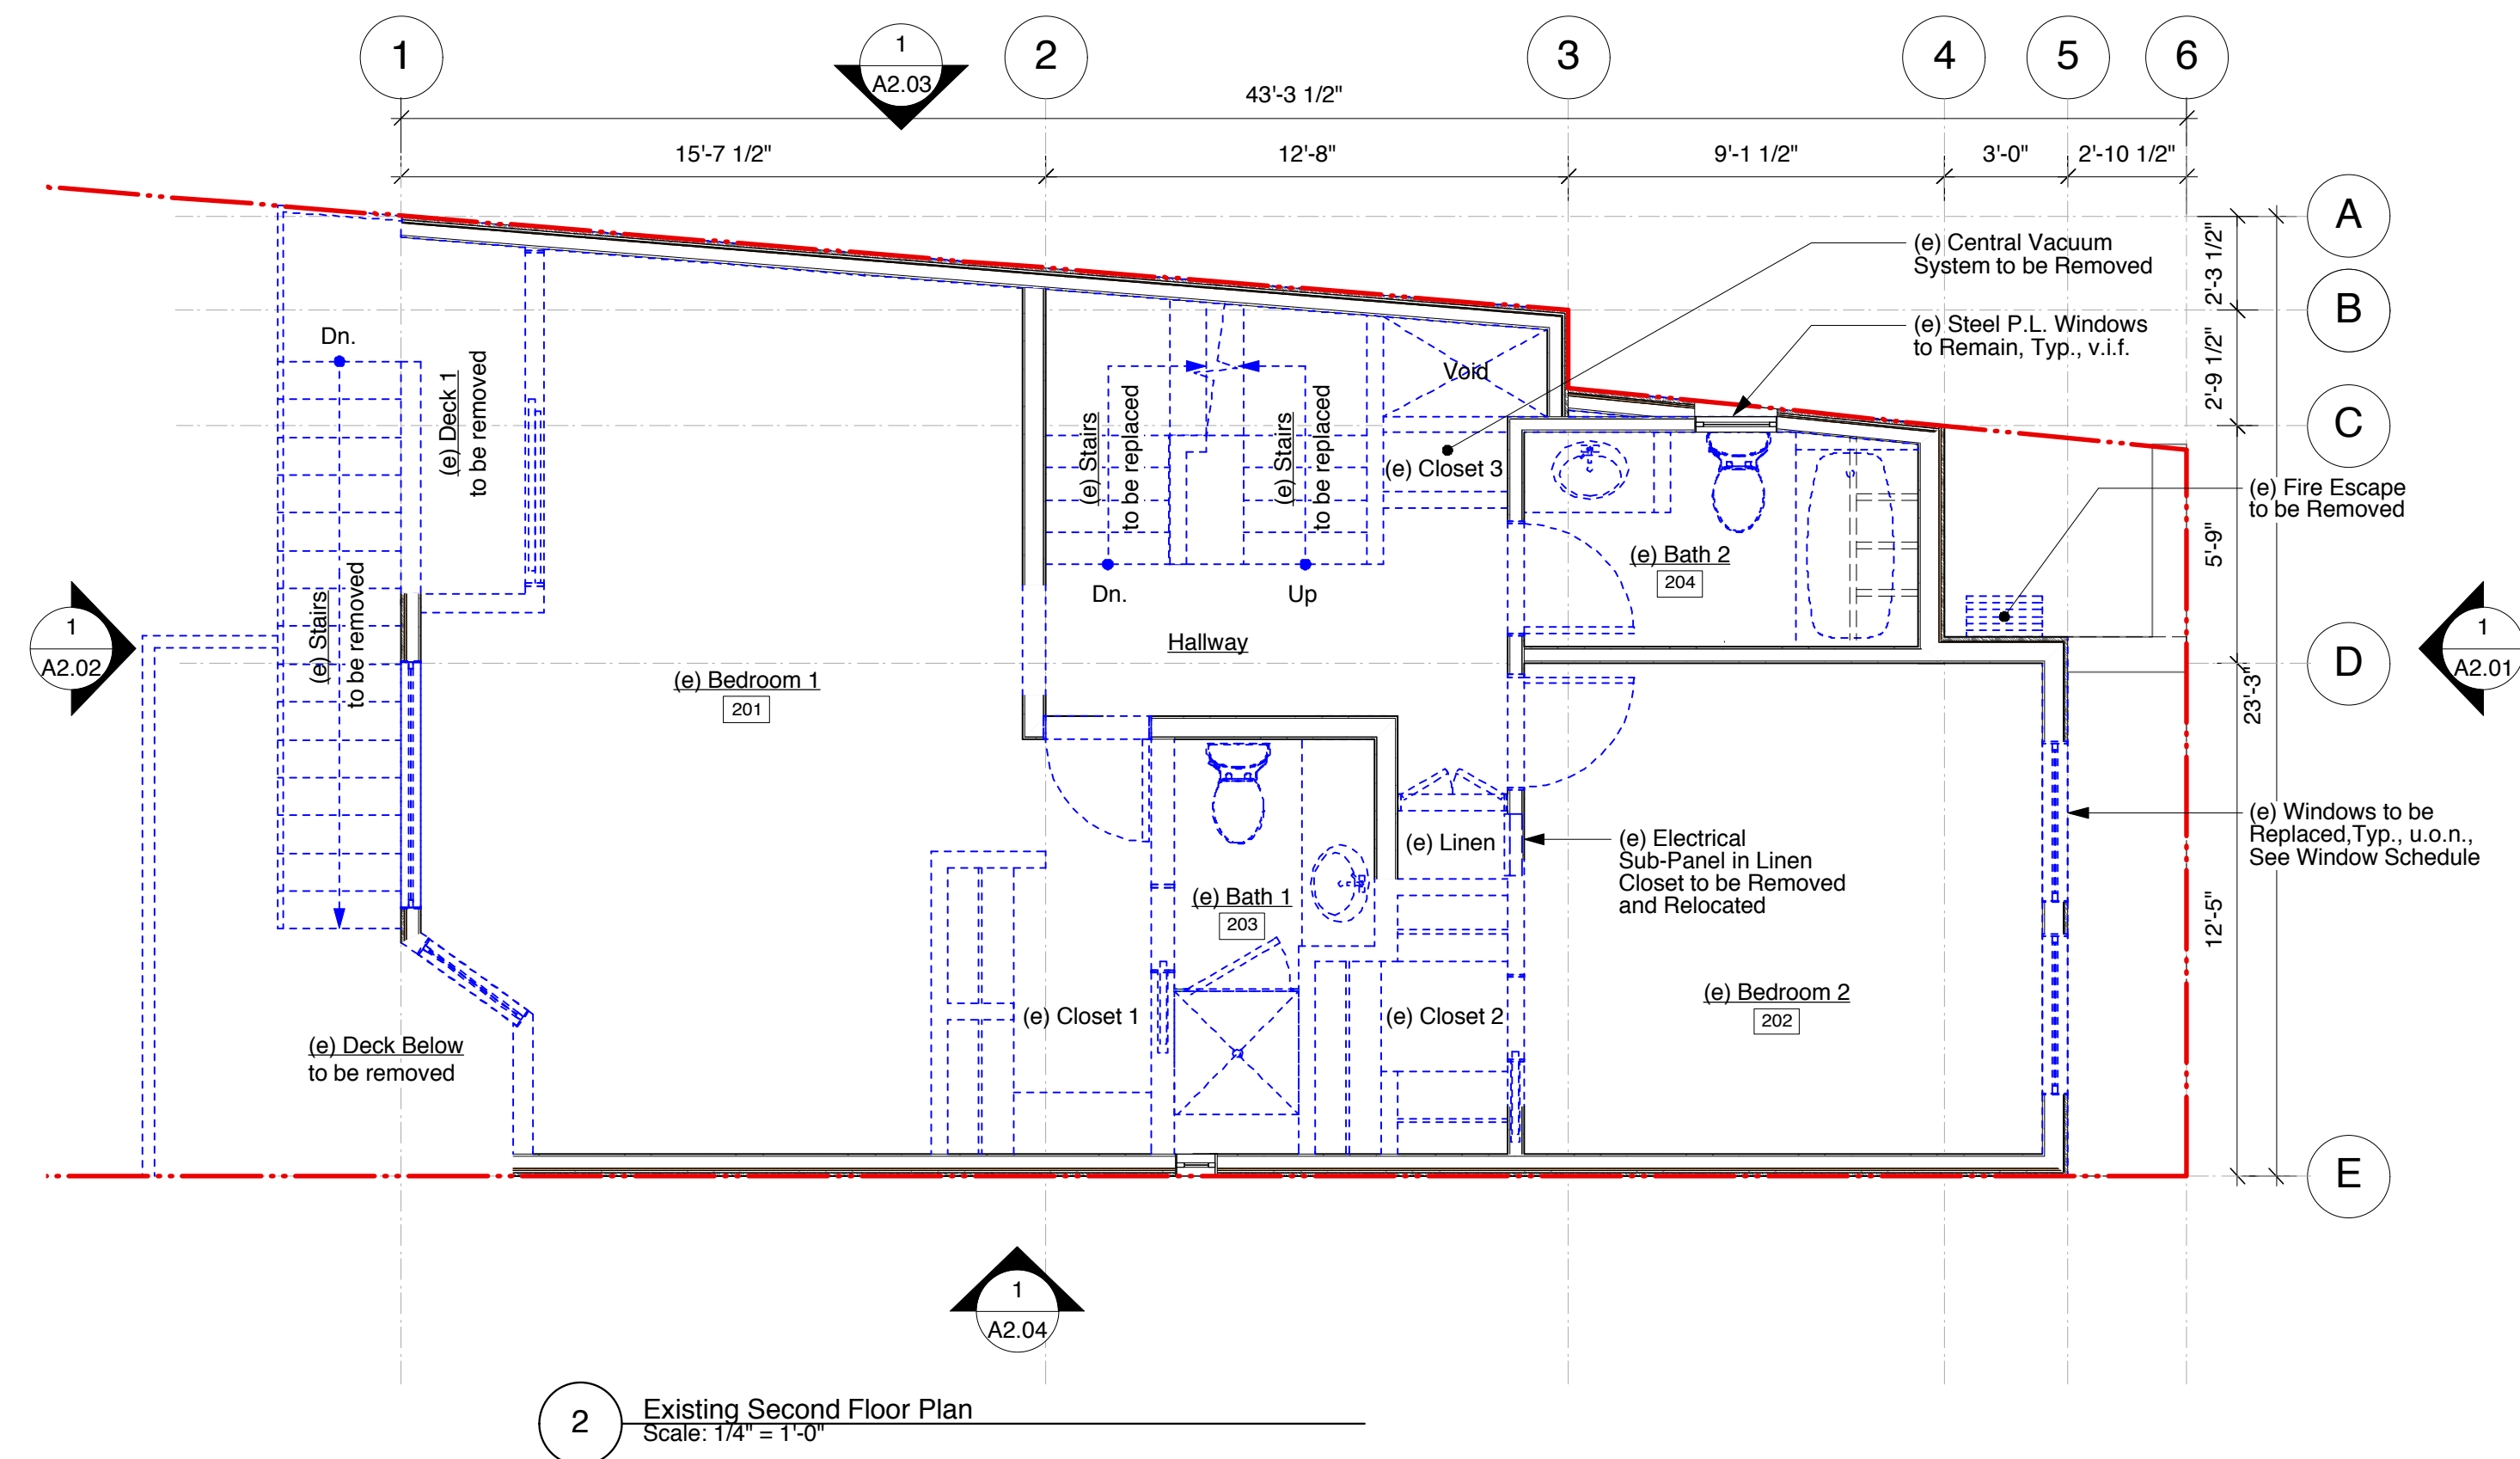 1
2
3
4
5
6
1
A2.03
43'-3 1/2"
15'-7 1/2"
12'-8"
9'-1 1/2"
3'-0"
2'-10 1/2"
A
B
C
D
E
2'-3 1/2"
2'-9 1/2"
5'-9"
23'-3"
12'-5"
(e) Central Vacuum
System to be Removed
(e) Steel P.L. Windows
to Remain, Typ., v.i.f.
(e) Fire Escape
to be Removed
(e) Windows to be
Replaced,Typ., u.o.n.,
See Window Schedule
Dn.
(e) Deck 1
to be removed
(e) Stairs
to be removed
(e) Stairs
to be replaced
(e) Stairs
to be replaced
Void
(e) Closet 3
Dn.
Up
Hallway
(e) Bath 2
204
(e) Bedroom 1
201
(e) Linen
(e) Electrical
Sub-Panel in Linen
Closet to be Removed
and Relocated
(e) Bath 1
203
(e) Closet 1
(e) Closet 2
(e) Bedroom 2
202
(e) Deck Below
to be removed
1
A2.02
1
A2.01
1
A2.04
2
Existing Second Floor Plan
Scale: 1/4" = 1'-0"